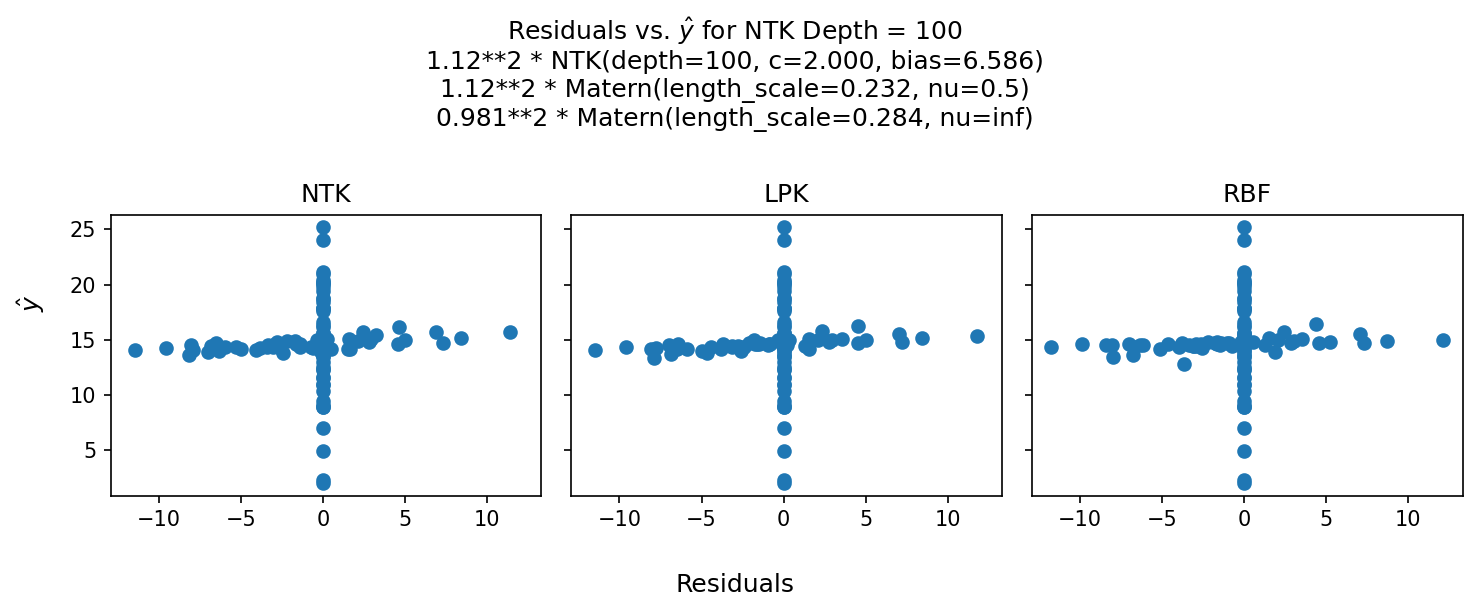 Residuals vs. ŷ for NTK Depth = 100
1.12**2 * NTK(depth=100, c=2.000, bias=6.586)
1.12**2 * Matern(length_scale=0.232, nu=0.5)
0.981**2 * Matern(length_scale=0.284, nu=inf)
NTK LPK RBF
25
20
15
10
5
ŷ
−10 −5 0 5 10 −10 −5 0 5 10 −10 −5 0 5 10
Residuals